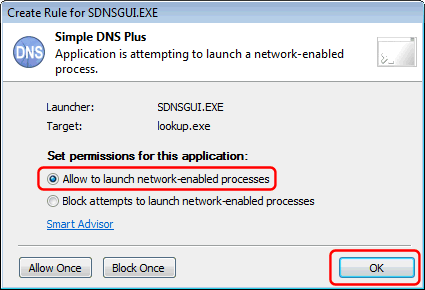 Create Rule for SDNSGUI.EXE
DNS
Simple DNS Plus
Application is attempting to launch a network-enabled
process.
Launcher: SDNSGUI.EXE
Target: lookup.exe
Set permissions for this application:
Allow to launch network-enabled processes
Block attempts to launch network-enabled processes
Smart Advisor
Allow Once Block Once OK